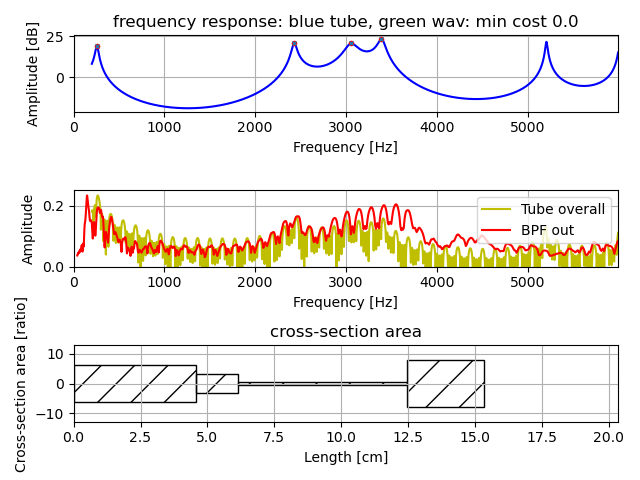 frequency response: blue tube, green wav: min cost 0.0
Amplitude [dB]
25
0
0 1000 2000 3000 4000 5000
Frequency [Hz]
Amplitude
0.2
0.0
Tube overall
BPF out
0 1000 2000 3000 4000 5000
Frequency [Hz]
cross-section area
Cross-section area [ratio]
10
0
−10
0.0 2.5 5.0 7.5 10.0 12.5 15.0 17.5 20.0
Length [cm]